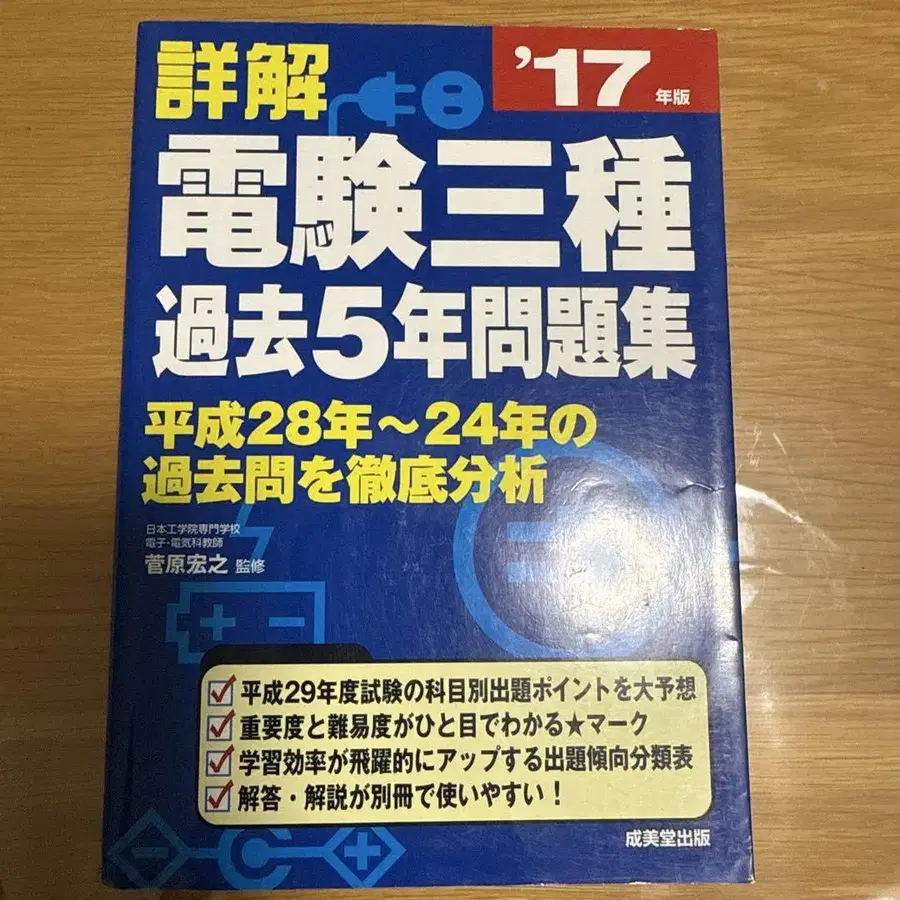 詳解
'17年版
電験三種
過去5年問題集
平成28年～24年の
過去問を徹底分析
日本工学院専門学校
電子・電気科教師
菅原宏之 監修
平成29年度試験の科目別出題ポイントを大予想
重要度と難易度がひと目でわかる★マーク
学習効率が飛躍的にアップする出題傾向分類表
解答・解説が別冊で使いやすい！
成美堂出版